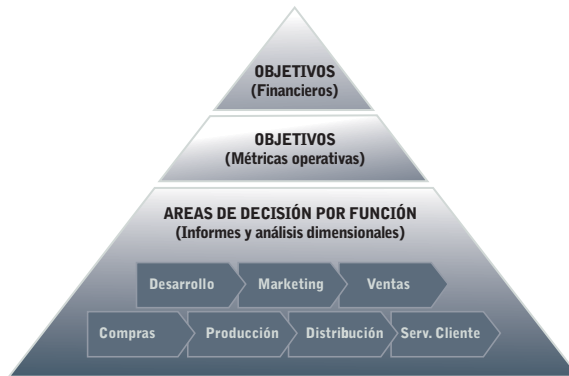 OBJETIVOS
(Financieros)
OBJETIVOS
(Métricas operativas)
AREAS DE DECISIÓN POR FUNCIÓN
(Informes y análisis dimensionales)
Desarrollo Marketing Ventas
Compras Producción Distribución Serv. Cliente